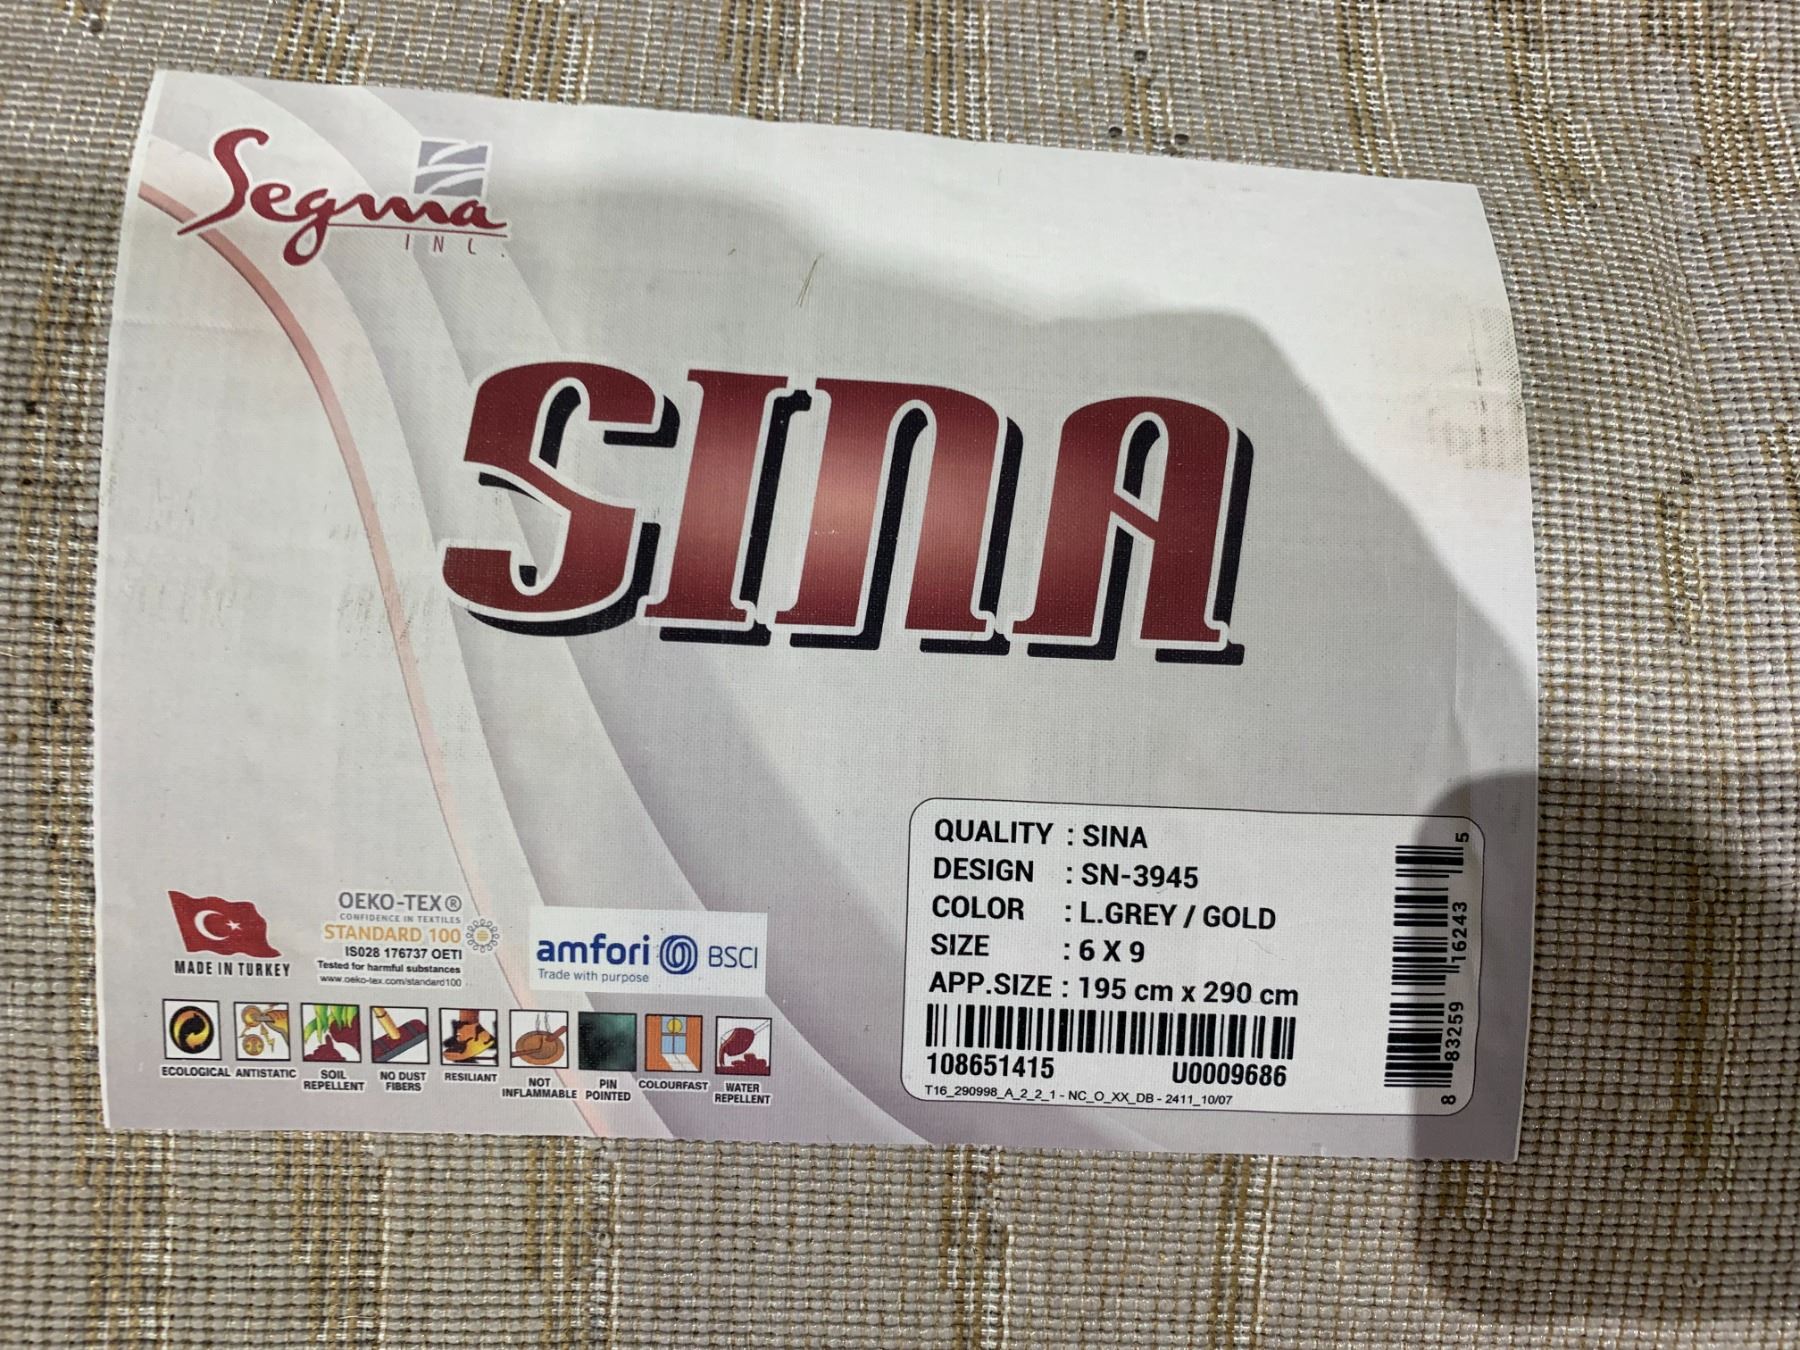 Segma
INC.
SINA
QUALITY : SINA
DESIGN : SN-3945
COLOR : L.GREY / GOLD
SIZE : 6 X 9
APP.SIZE : 195 cm x 290 cm
108651415 U0009686
T16_290998_A_2_2_1 - NC_O_XX_DB - 2411_10/07
8 83259 16243 5
MADE IN TURKEY
OEKO-TEX®
CONFIDENCE IN TEXTILES
STANDARD 100
IS028 176737 OETI
Tested for harmful substances
www.oeko-tex.com/standard100
amfori BSCI
Trade with purpose
ECOLOGICAL
ANTISTATIC
SOIL
REPELLENT
NO DUST
FIBERS
RESILIANT
NOT
INFLAMMABLE
PIN
POINTED
COLOURFAST
WATER
REPELLENT